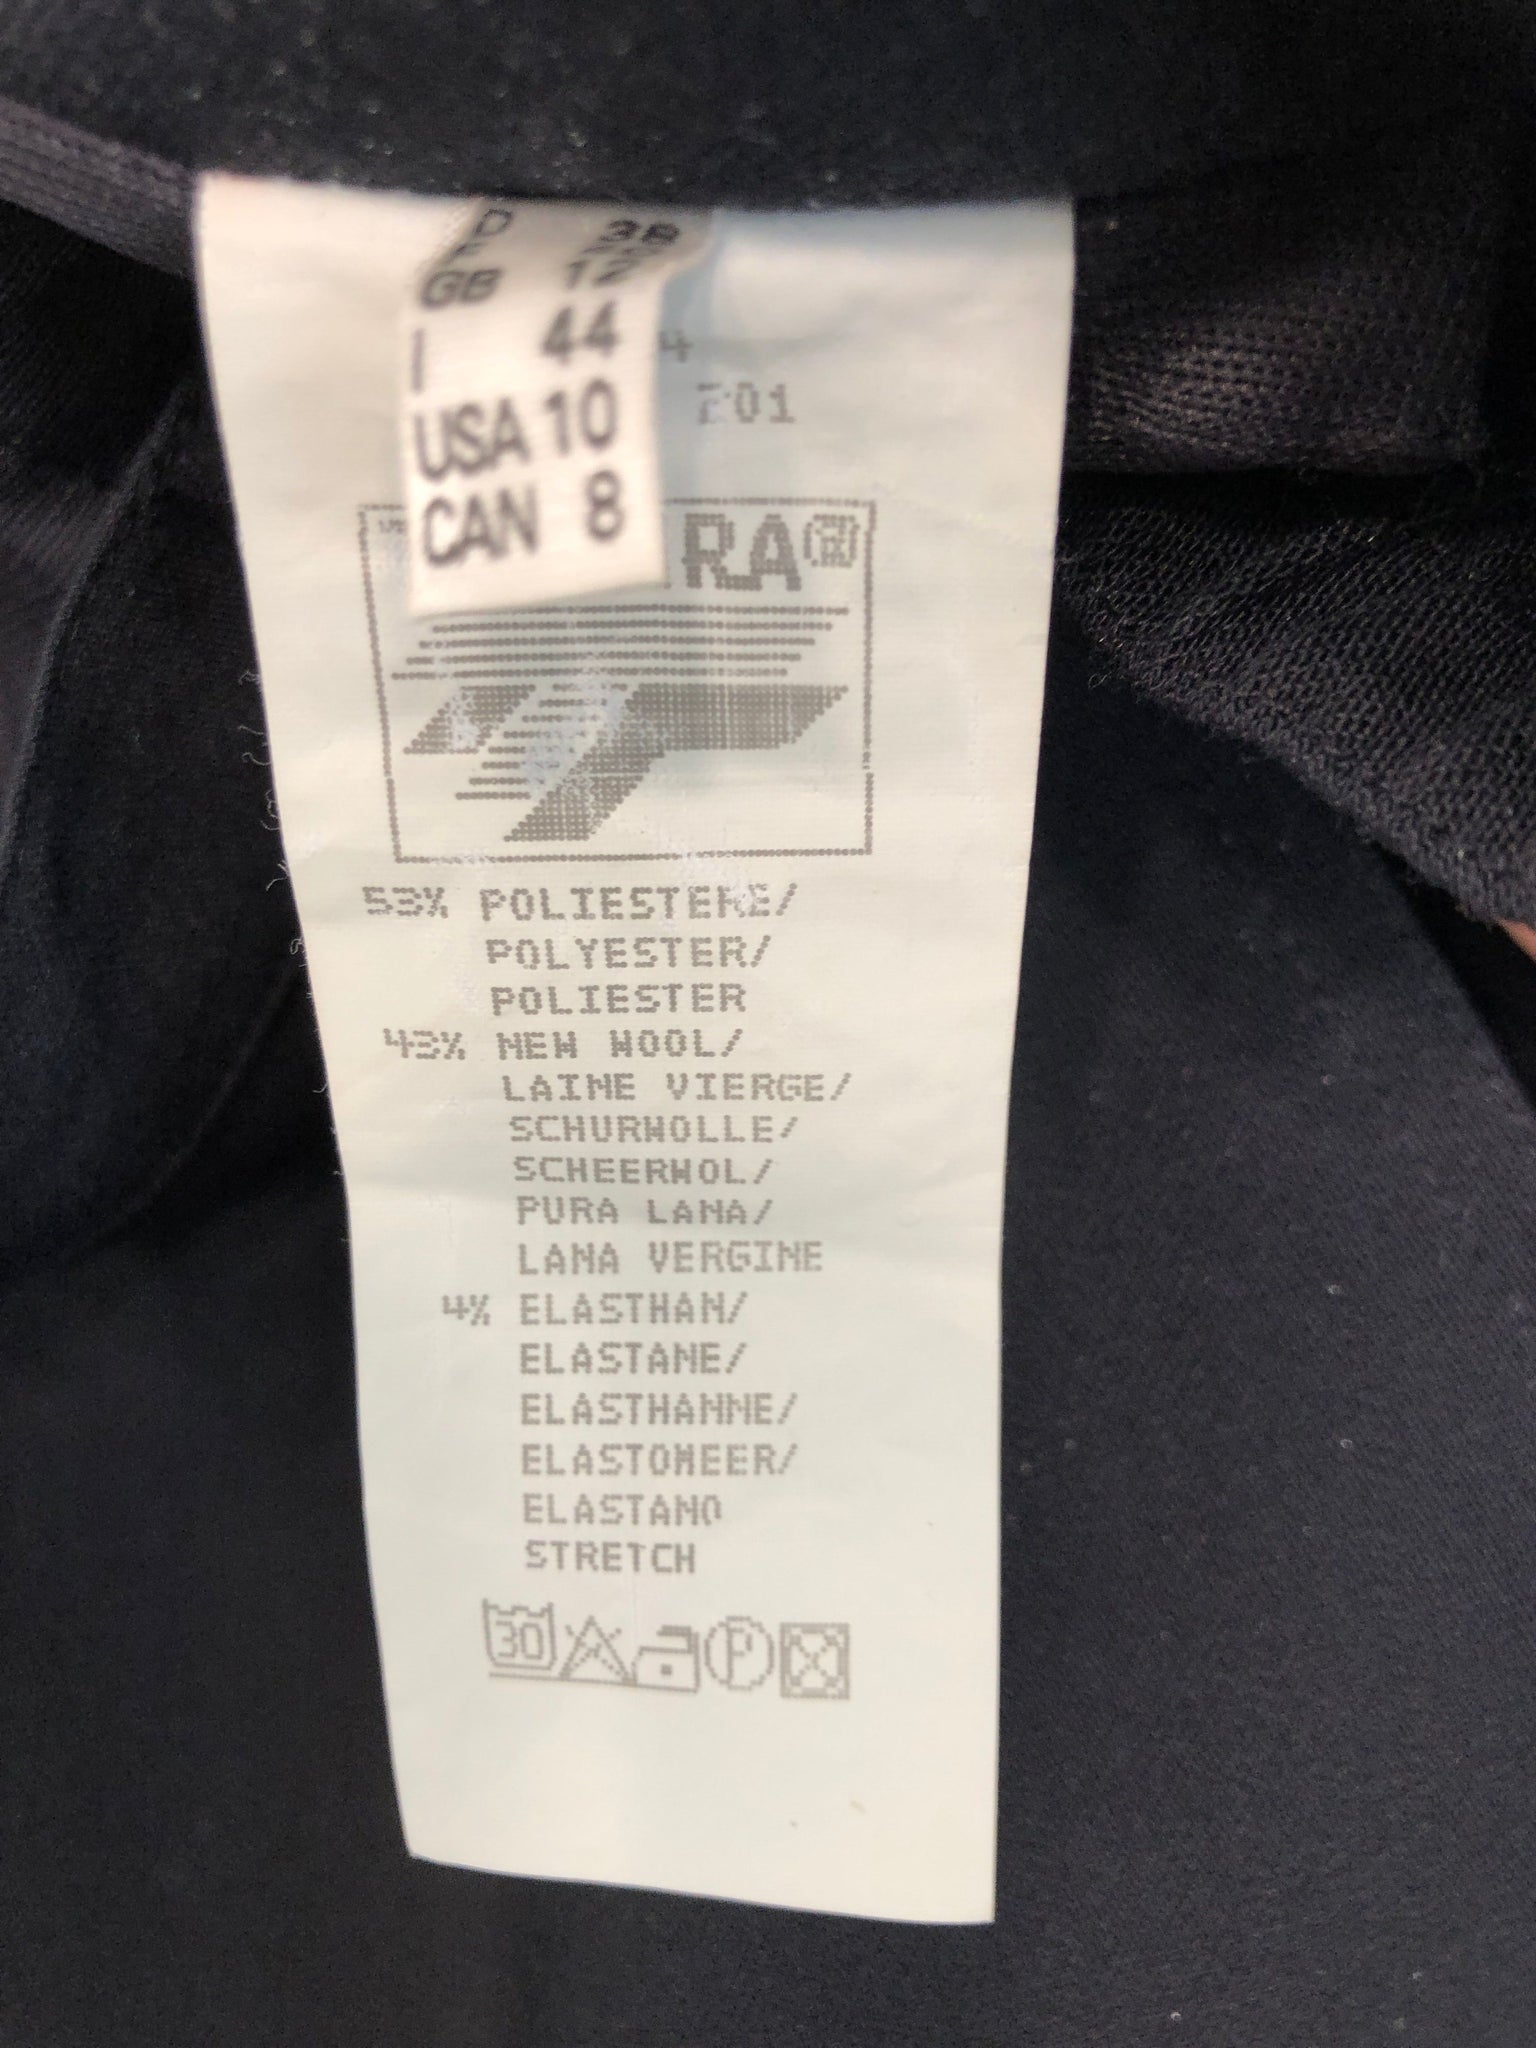 D 38
GB 12
I 44
USA 10
CAN 8
4
201
RA®
53% POLIESTERE/
POLYESTER/
POLIESTER
43% NEW WOOL/
LAINE VIERGE/
SCHURWOLLE/
SCHEERWOL/
PURA LANA/
LANA VERGINE
4% ELASTHAN/
ELASTANE/
ELASTHANNE/
ELASTOMEER/
ELASTANO
STRETCH
30 P